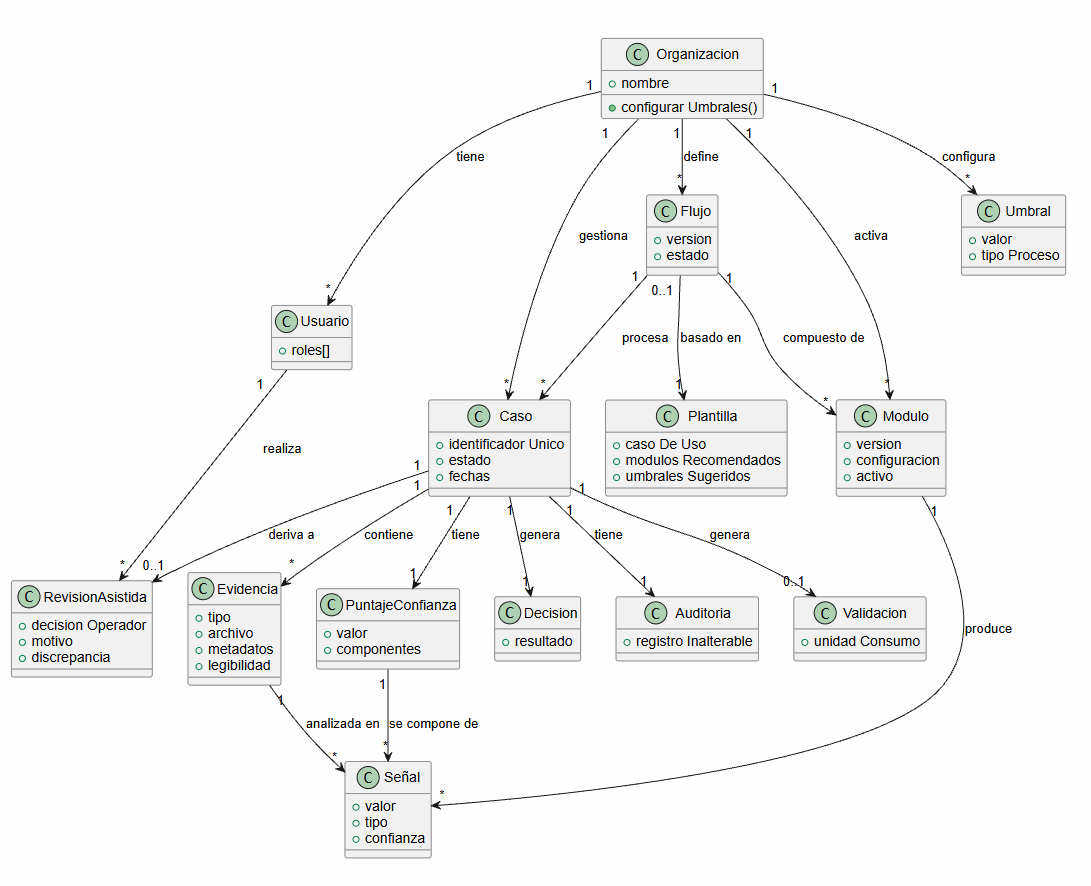 C Organizacion
nombre
configurar Umbrales()
1
1
1
1
1
tiene
define
configura
*
*
C Flujo
version
estado
C Umbral
valor
tipo Proceso
gestiona
activa
1
0..1
1
*
C Usuario
roles[]
procesa
basado en
compuesto de
1
*
*
1
*
*
C Caso
identificador Unico
estado
fechas
C Plantilla
caso De Uso
modulos Recomendados
umbrales Sugeridos
C Modulo
version
configuracion
activo
realiza
1
1
1
1
1
1
1
deriva a
contiene
tiene
genera
tiene
genera
*
0..1
*
1
1
1
0..1
C RevisionAsistida
decision Operador
motivo
discrepancia
C Evidencia
tipo
archivo
metadatos
legibilidad
C PuntajeConfianza
valor
componentes
C Decision
resultado
C Auditoria
registro Inalterable
C Validacion
unidad Consumo
produce
1
1
analizada en
se compone de
*
*
*
C Señal
valor
tipo
confianza